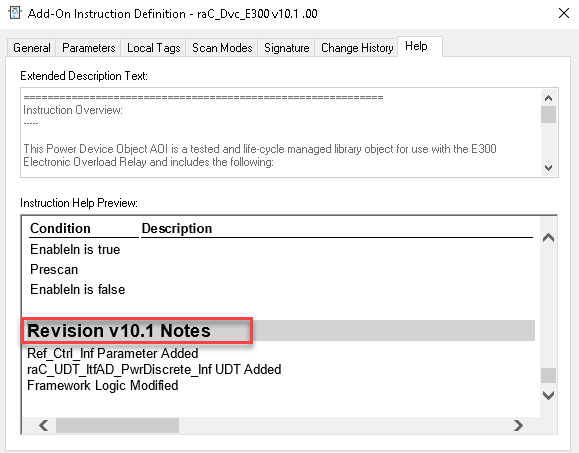 Add-On Instruction Definition - raC_Dvc_E300 v10.1 .00
General Parameters Local Tags Scan Modes Signature Change History Help
Extended Description Text:
============================================================
Instruction Overview:
-----
This Power Device Object AOI is a tested and life-cycle managed library object for use with the E300
Electronic Overload Relay and includes the following:
Instruction Help Preview:
Condition Description
EnableIn is true
Prescan
EnableIn is false
Revision v10.1 Notes
Ref_Ctrl_Inf Parameter Added
raC_UDT_ItfAD_PwrDiscrete_Inf UDT Added
Framework Logic Modified